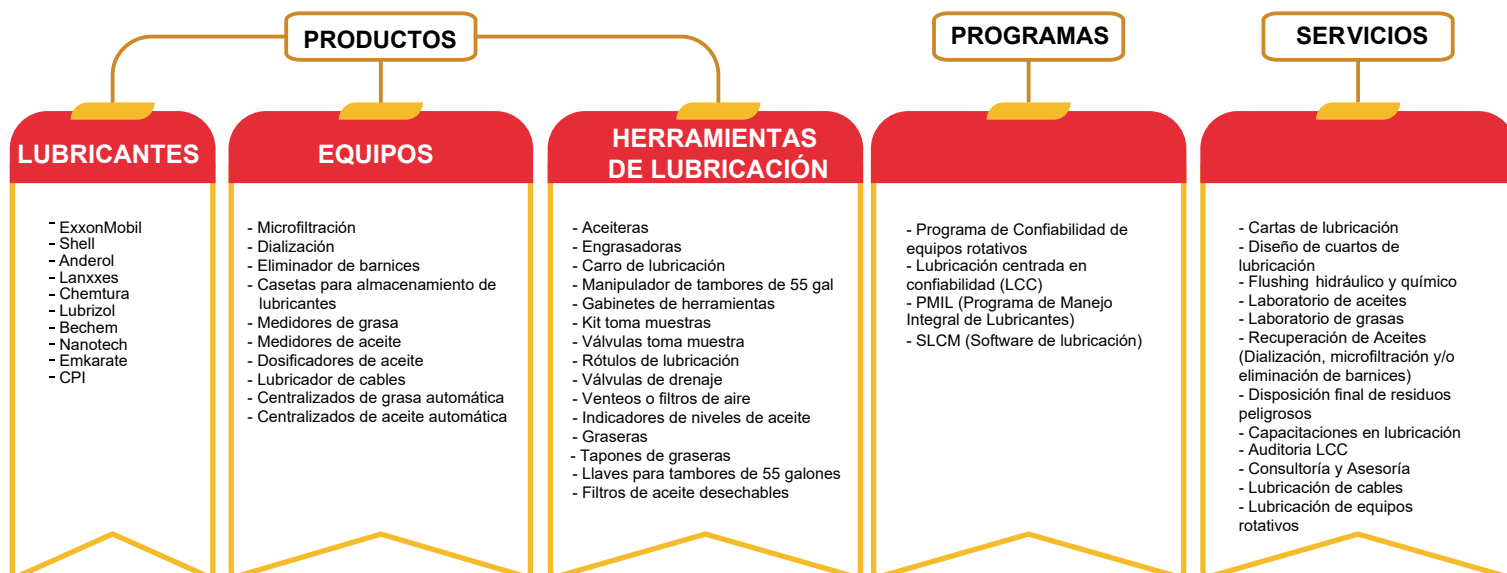 PRODUCTOS
PROGRAMAS
SERVICIOS
LUBRICANTES
- ExxonMobil
- Shell
- Anderol
- Lanxxes
- Chemtura
- Lubrizol
- Bechem
- Nanotech
- Emkarate
- CPI
EQUIPOS
- Microfiltración
- Dialización
- Eliminador de barnices
- Casetas para almacenamiento de
lubricantes
- Medidores de grasa
- Medidores de aceite
- Dosificadores de aceite
- Lubricador de cables
- Centralizados de grasa automática
- Centralizados de aceite automática
HERRAMIENTAS
DE LUBRICACIÓN
- Aceiteras
- Engrasadoras
- Carro de lubricación
- Manipulador de tambores de 55 gal
- Gabinetes de herramientas
- Kit toma muestras
- Válvulas toma muestra
- Rótulos de lubricación
- Válvulas de drenaje
- Venteos o filtros de aire
- Indicadores de niveles de aceite
- Graseras
- Tapones de graseras
- Llaves para tambores de 55 galones
- Filtros de aceite desechables
- Programa de Confiabilidad de
equipos rotativos
- Lubricación centrada en
confiabilidad (LCC)
- PMIL (Programa de Manejo
Integral de Lubricantes)
- SLCM (Software de lubricación)
- Cartas de lubricación
- Diseño de cuartos de
lubricación
- Flushing hidráulico y químico
- Laboratorio de aceites
- Laboratorio de grasas
- Recuperación de Aceites
(Dialización, microfiltración y/o
eliminación de barnices)
- Disposición final de residuos
peligrosos
- Capacitaciones en lubricación
- Auditoria LCC
- Consultoría y Asesoría
- Lubricación de cables
- Lubricación de equipos
rotativos